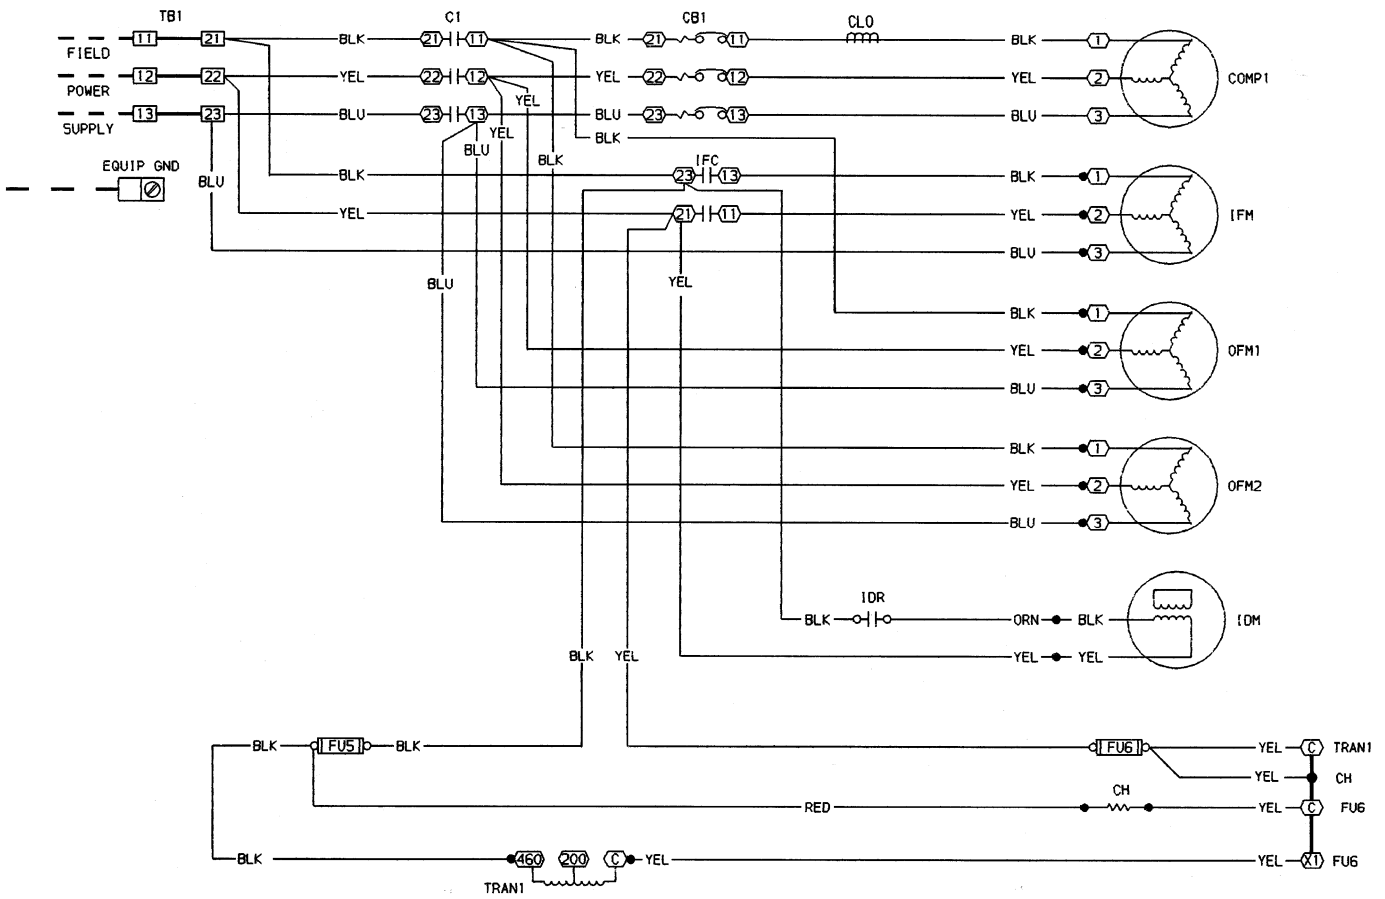 TB1 C1 CB1 CLO
11 21 BLK 21 11 BLK 21 11 BLK 1
FIELD
12 22 YEL 22 12 YEL 22 12 YEL 2 COMP1
POWER
YEL
13 23 BLU 23 13 BLU 23 13 BLU 3
SUPPLY YEL BLK
BLU
EQUIP GND BLK IFC
BLU BLK 23 13 BLK 1
YEL 21 11 YEL 2 IFM
BLU 3
BLU YEL
BLK 1
YEL 2 OFM1
BLU 3
BLK 1
YEL 2 OFM2
BLU 3
IDR
BLK ORN BLK IDM
BLK YEL YEL YEL
BLK FU5 BLK FU6 YEL C TRAN1
YEL CH
CH
RED YEL C FU6
BLK 460 200 C YEL YEL X1 FU6
TRAN1